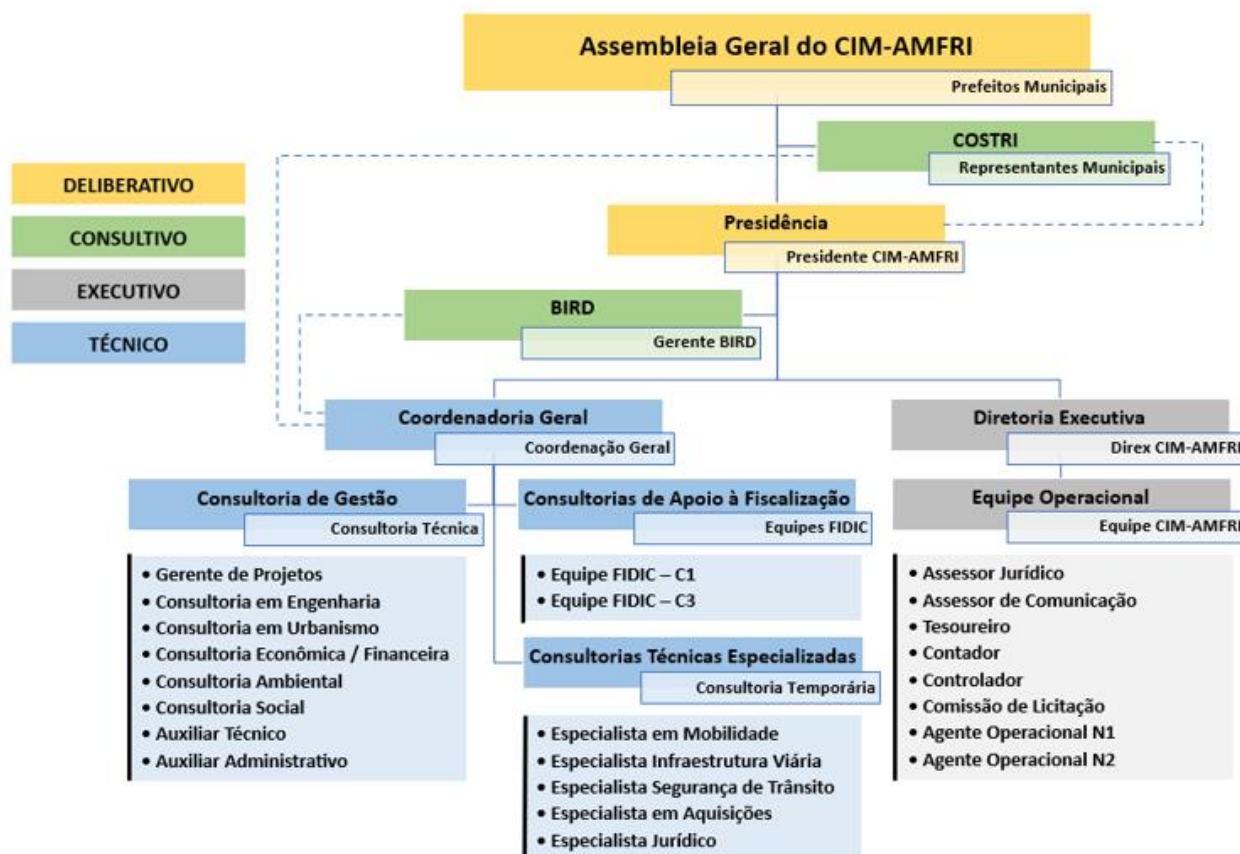 Assembleia Geral do CIM-AMFRI
Prefeitos Municipais
COSTRI
Representantes Municipais
DELIBERATIVO
CONSULTIVO
EXECUTIVO
TÉCNICO
Presidência
Presidente CIM-AMFRI
BIRD
Gerente BIRD
Coordenadoria Geral
Coordenação Geral
Diretoria Executiva
Direx CIM-AMFRI
Consultoria de Gestão
Consultoria Técnica
• Gerente de Projetos
• Consultoria em Engenharia
• Consultoria em Urbanismo
• Consultoria Econômica / Financeira
• Consultoria Ambiental
• Consultoria Social
• Auxiliar Técnico
• Auxiliar Administrativo
Consultorias de Apoio à Fiscalização
Equipes FIDIC
• Equipe FIDIC – C1
• Equipe FIDIC – C3
Consultorias Técnicas Especializadas
Consultoria Temporária
• Especialista em Mobilidade
• Especialista Infraestrutura Viária
• Especialista Segurança de Trânsito
• Especialista em Aquisições
• Especialista Jurídico
Equipe Operacional
Equipe CIM-AMFRI
• Assessor Jurídico
• Assessor de Comunicação
• Tesoureiro
• Contador
• Controlador
• Comissão de Licitação
• Agente Operacional N1
• Agente Operacional N2